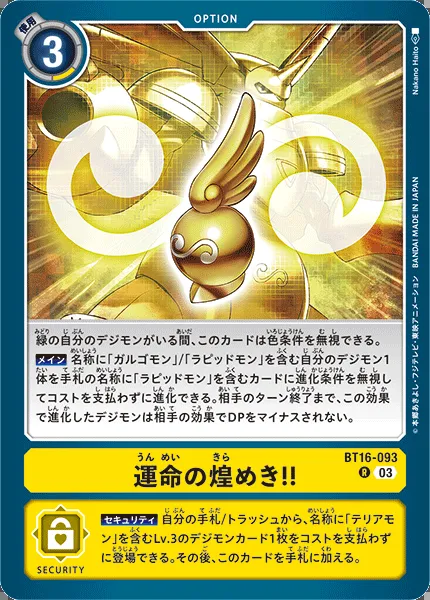 OPTION
使用
3
Nakano Haito
BANDAI MADE IN JAPAN
©本郷あきよし・フジテレビ・東映アニメーション
緑の自分のデジモンがいる間、このカードは色条件を無視できる。
メイン 名称に「ガルゴモン」/「ラピッドモン」を含む自分のデジモン1
体を手札の名称に「ラピッドモン」を含むカードに進化条件を無視し
てコストを支払わずに進化できる。相手のターン終了まで、この効果
で進化したデジモンは相手の効果でDPをマイナスされない。
BT16-093
うん めい きら
運命の煌めき!!
R 03
セキュリティ 自分の手札/トラッシュから、名称に「テリアモ
ン」を含むLv.3のデジモンカード1枚をコストを支払わず
に登場できる。その後、このカードを手札に加える。
SECURITY